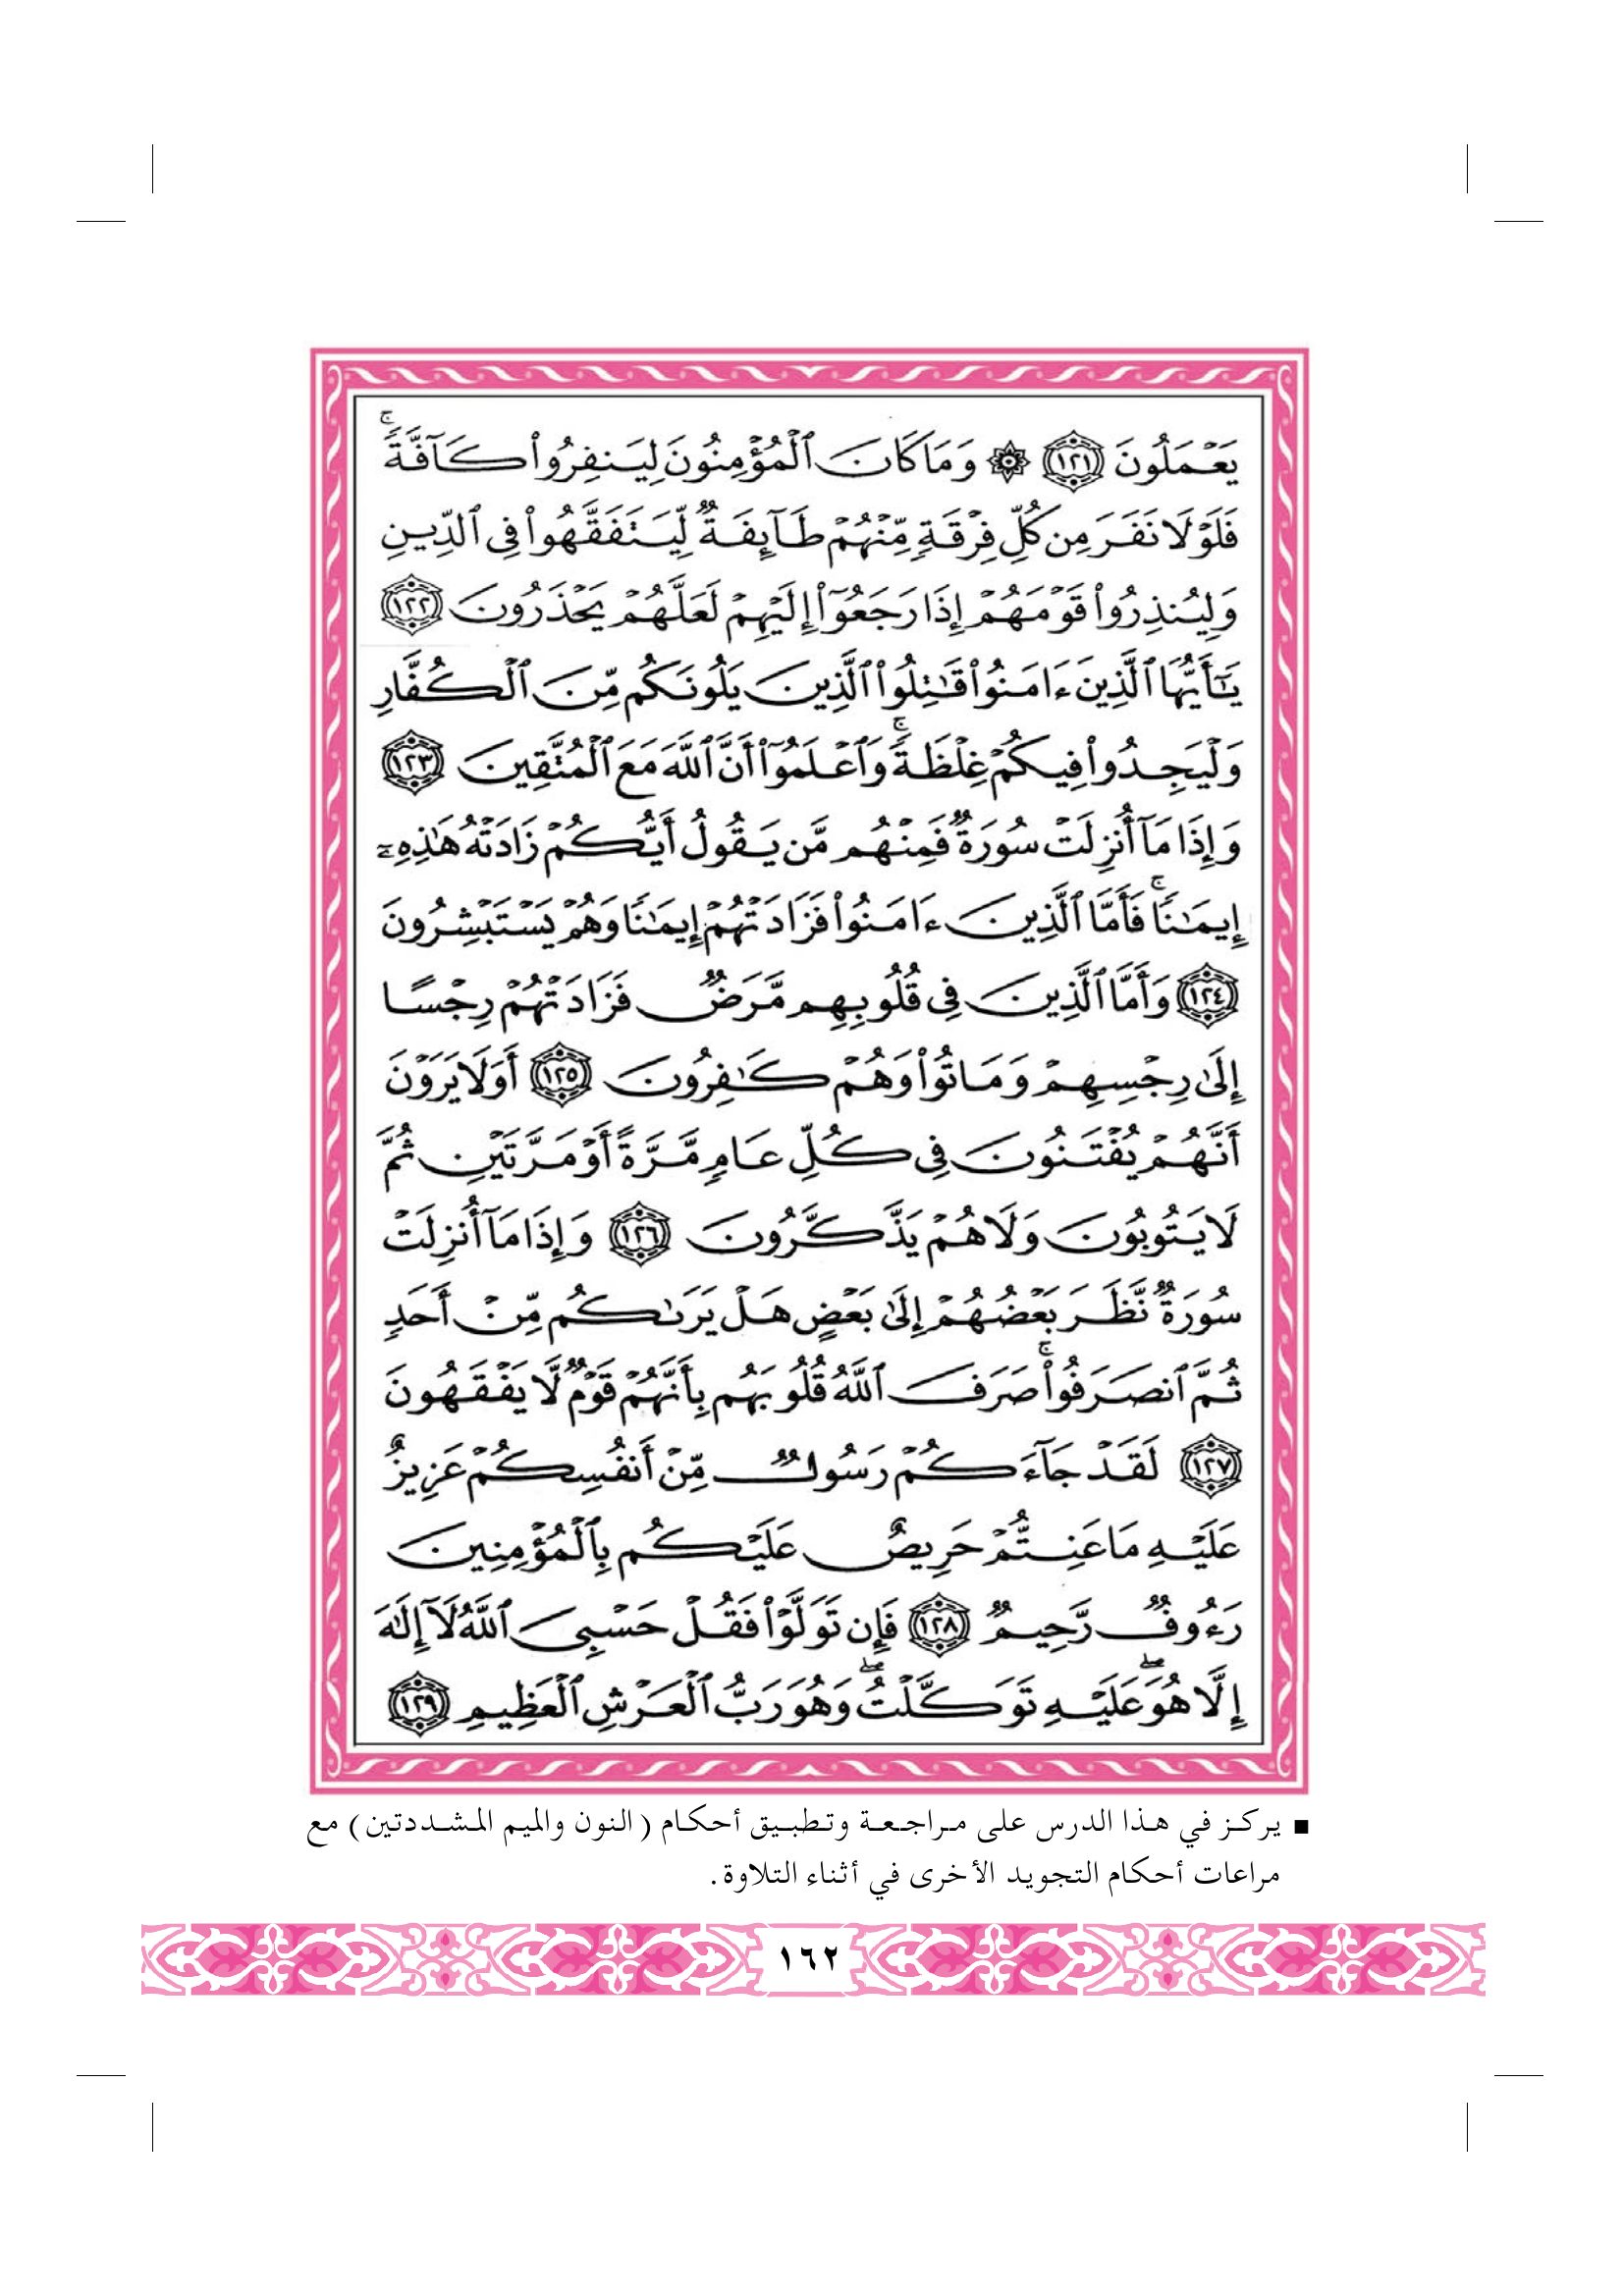 يَعْمَلُونَ ﴿١٢١﴾ ۞ وَمَا كَانَ ٱلْمُؤْمِنُونَ لِيَنفِرُوا۟ كَآفَّةً ۚ
فَلَوْلَا نَفَرَ مِن كُلِّ فِرْقَةٍ مِّنْهُمْ طَآئِفَةٌ لِّيَتَفَقَّهُوا۟ فِى ٱلدِّينِ
وَلِيُنذِرُوا۟ قَوْمَهُمْ إِذَا رَجَعُوٓا۟ إِلَيْهِمْ لَعَلَّهُمْ يَحْذَرُونَ ﴿١٢٢﴾
يَٰٓأَيُّهَا ٱلَّذِينَ ءَامَنُوا۟ قَٰتِلُوا۟ ٱلَّذِينَ يَلُونَكُم مِّنَ ٱلْكُفَّارِ
وَلْيَجِدُوا۟ فِيكُمْ غِلْظَةً ۚ وَٱعْلَمُوٓا۟ أَنَّ ٱللَّهَ مَعَ ٱلْمُتَّقِينَ ﴿١٢٣﴾
وَإِذَا مَآ أُنزِلَتْ سُورَةٌ فَمِنْهُم مَّن يَقُولُ أَيُّكُمْ زَادَتْهُ هَٰذِهِۦٓ
إِيمَٰنًا ۚ فَأَمَّا ٱلَّذِينَ ءَامَنُوا۟ فَزَادَتْهُمْ إِيمَٰنًا وَهُمْ يَسْتَبْشِرُونَ
﴿١٢٤﴾ وَأَمَّا ٱلَّذِينَ فِى قُلُوبِهِم مَّرَضٌ فَزَادَتْهُمْ رِجْسًا
إِلَىٰ رِجْسِهِمْ وَمَاتُوا۟ وَهُمْ كَٰفِرُونَ ﴿١٢٥﴾ أَوَلَا يَرَوْنَ
أَنَّهُمْ يُفْتَنُونَ فِى كُلِّ عَامٍ مَّرَّةً أَوْ مَرَّتَيْنِ ثُمَّ
لَا يَتُوبُونَ وَلَا هُمْ يَذَّكَّرُونَ ﴿١٢٦﴾ وَإِذَا مَآ أُنزِلَتْ
سُورَةٌ نَّظَرَ بَعْضُهُمْ إِلَىٰ بَعْضٍ هَلْ يَرَىٰكُم مِّنْ أَحَدٍ
ثُمَّ ٱنصَرَفُوا۟ ۚ صَرَفَ ٱللَّهُ قُلُوبَهُم بِأَنَّهُمْ قَوْمٌ لَّا يَفْقَهُونَ
﴿١٢٧﴾ لَقَدْ جَآءَكُمْ رَسُولٌ مِّنْ أَنفُسِكُمْ عَزِيزٌ
عَلَيْهِ مَا عَنِتُّمْ حَرِيصٌ عَلَيْكُم بِٱلْمُؤْمِنِينَ
رَءُوفٌ رَّحِيمٌ ﴿١٢٨﴾ فَإِن تَوَلَّوْا۟ فَقُلْ حَسْبِىَ ٱللَّهُ لَآ إِلَٰهَ
إِلَّا هُوَ ۖ عَلَيْهِ تَوَكَّلْتُ ۖ وَهُوَ رَبُّ ٱلْعَرْشِ ٱلْعَظِيمِ ﴿١٢٩﴾
■ يركز في هذا الدرس على مراجعة وتطبيق أحكام (النون والميم المشددتين) مع
مراعات أحكام التجويد الأخرى في أثناء التلاوة.
١٦٢